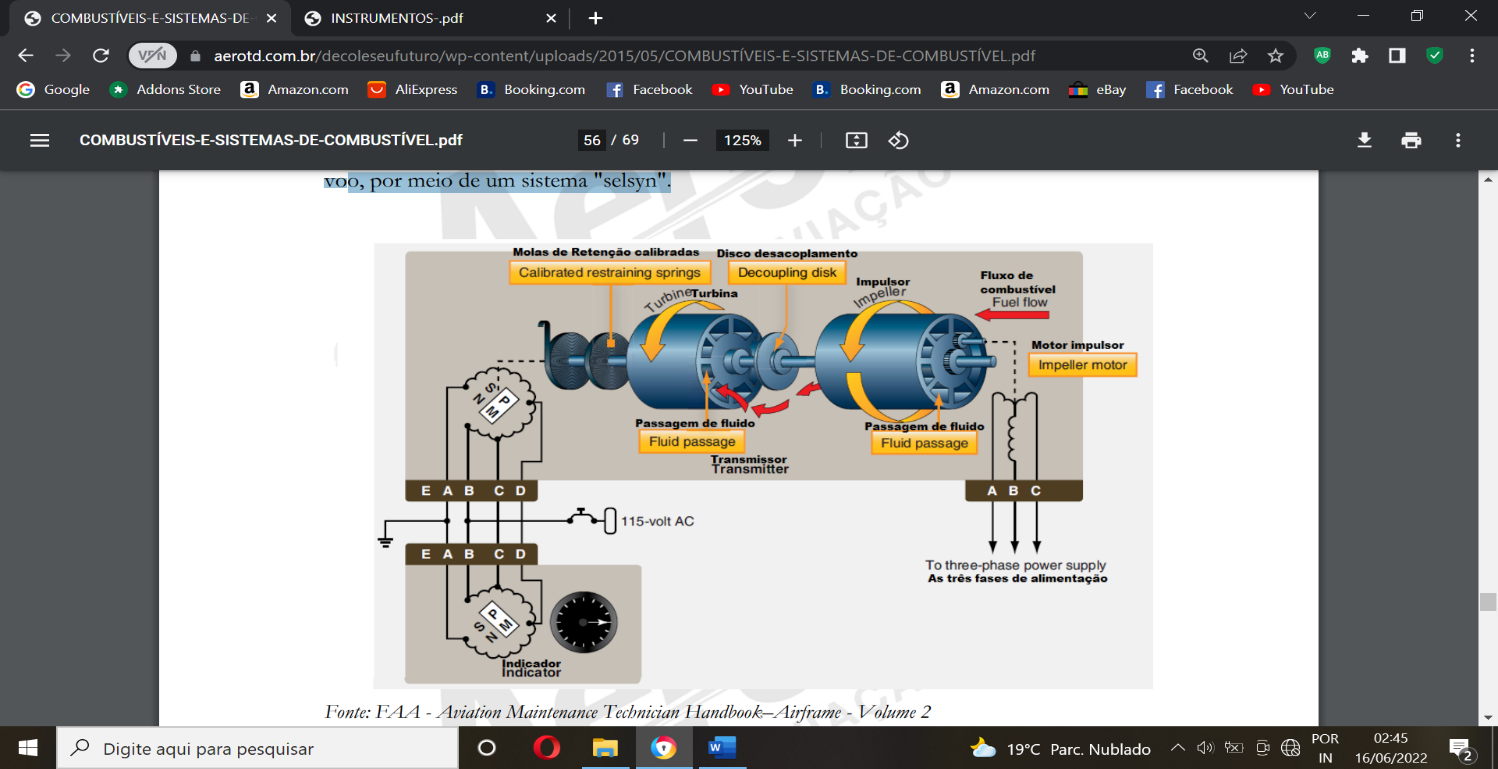 COMBUSTÍVEIS-E-SISTEMAS-DE-
INSTRUMENTOS-.pdf
VPN
aerotd.com.br/decoleseufuturo/wp-content/uploads/2015/05/COMBUSTÍVEIS-E-SISTEMAS-DE-COMBUSTÍVEL.pdf
AB
Google Addons Store Amazon.com AliExpress Booking.com Facebook YouTube Booking.com Amazon.com eBay Facebook YouTube
COMBUSTÍVEIS-E-SISTEMAS-DE-COMBUSTÍVEL.pdf
56 / 69
125%
voo, por meio de um sistema "selsyn".
VIAÇÃO
Molas de Retenção calibradas
Calibrated restraining springs
Disco desacoplamento
Decoupling disk
Turbine
Turbina
Impulsor
Impeller
Fluxo de
combustível
Fuel flow
Motor impulsor
Impeller motor
Passagem de fluido
Fluid passage
Passagem de fluido
Fluid passage
Transmissor
Transmitter
S
N
P
M
E A B C D
A B C
115-volt AC
E A B C D
To three-phase power supply
As três fases de alimentação
S
N
P
M
Indicador
Indicator
Fonte: FAA - Aviation Maintenance Technician Handbook–Airframe - Volume 2
Digite aqui para pesquisar
W
19°C Parc. Nublado
POR
IN
02:45
16/06/2022
2